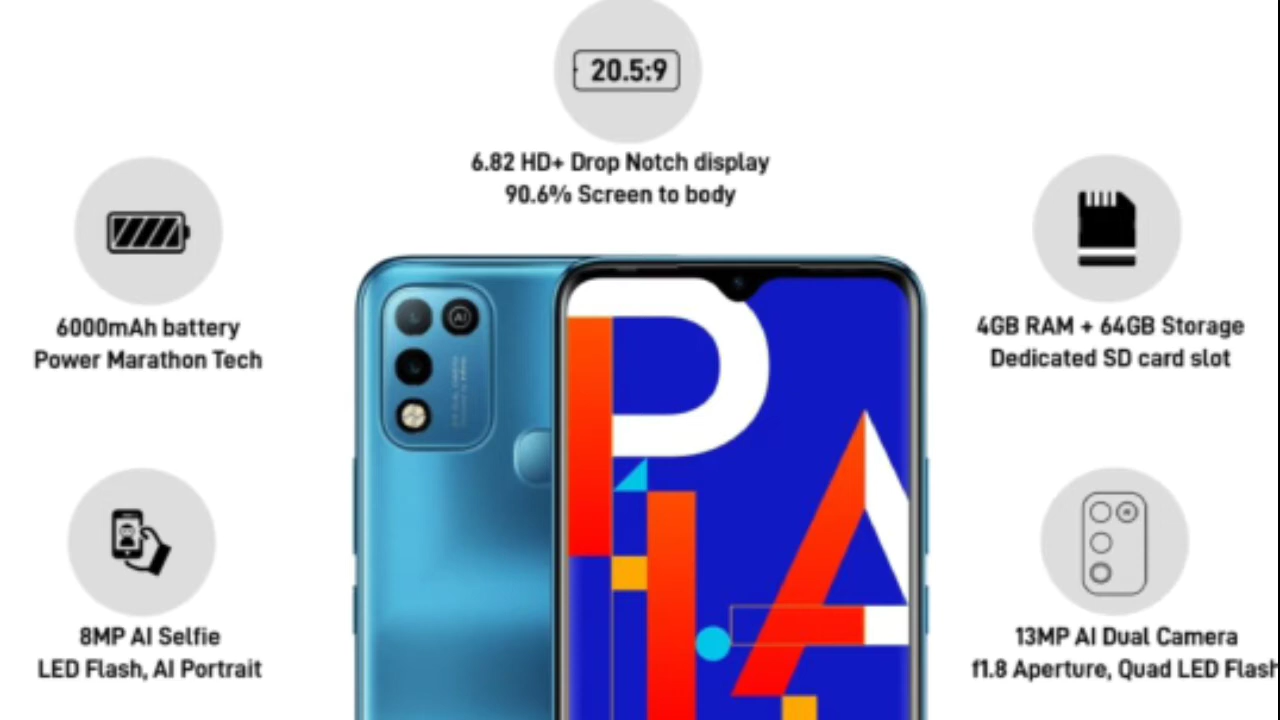 20.5:9
6.82 HD+ Drop Notch display
90.6% Screen to body
6000mAh battery
Power Marathon Tech
4GB RAM + 64GB Storage
Dedicated SD card slot
AI
8MP AI Selfie
LED Flash, AI Portrait
13MP AI Dual Camera
f1.8 Aperture, Quad LED Flash